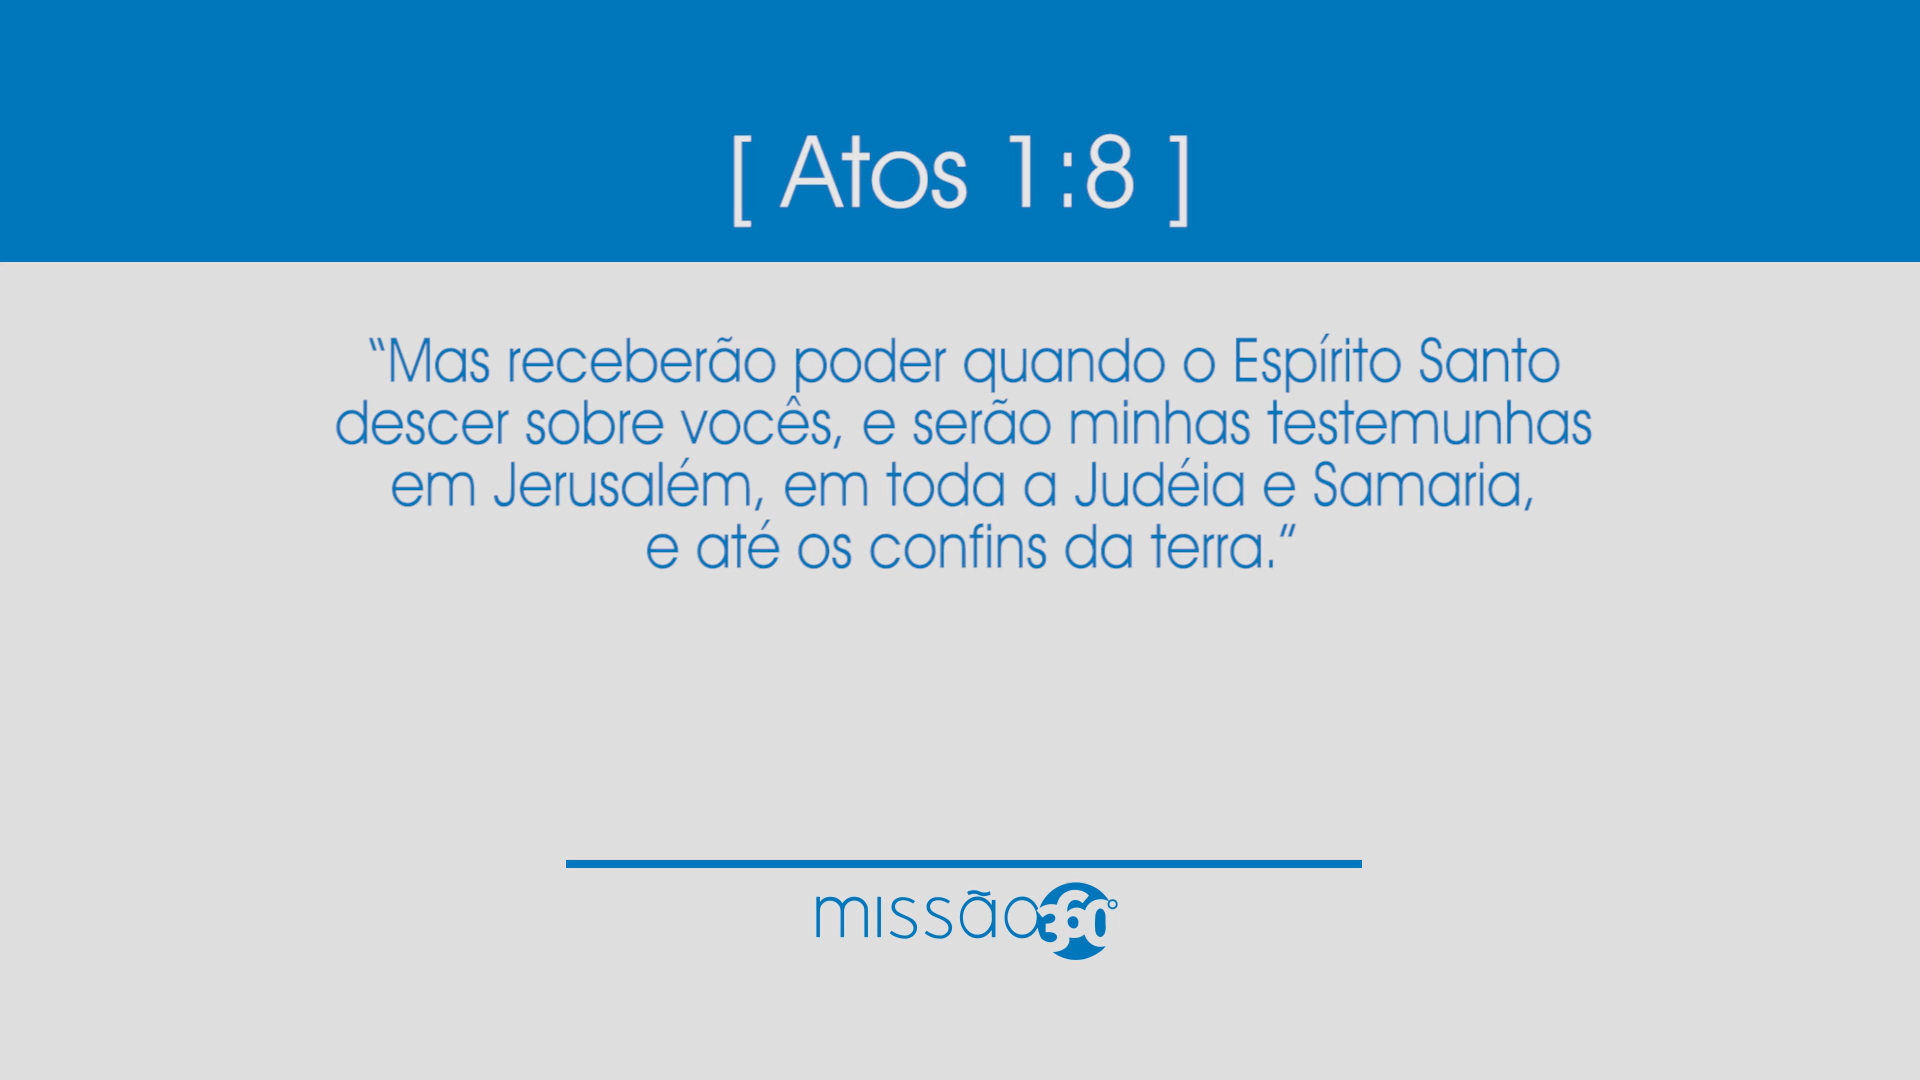 [ Atos 1:8 ]
“Mas receberão poder quando o Espírito Santo
descer sobre vocês, e serão minhas testemunhas
em Jerusalém, em toda a Judéia e Samaria,
e até os confins da terra.”
missão360°